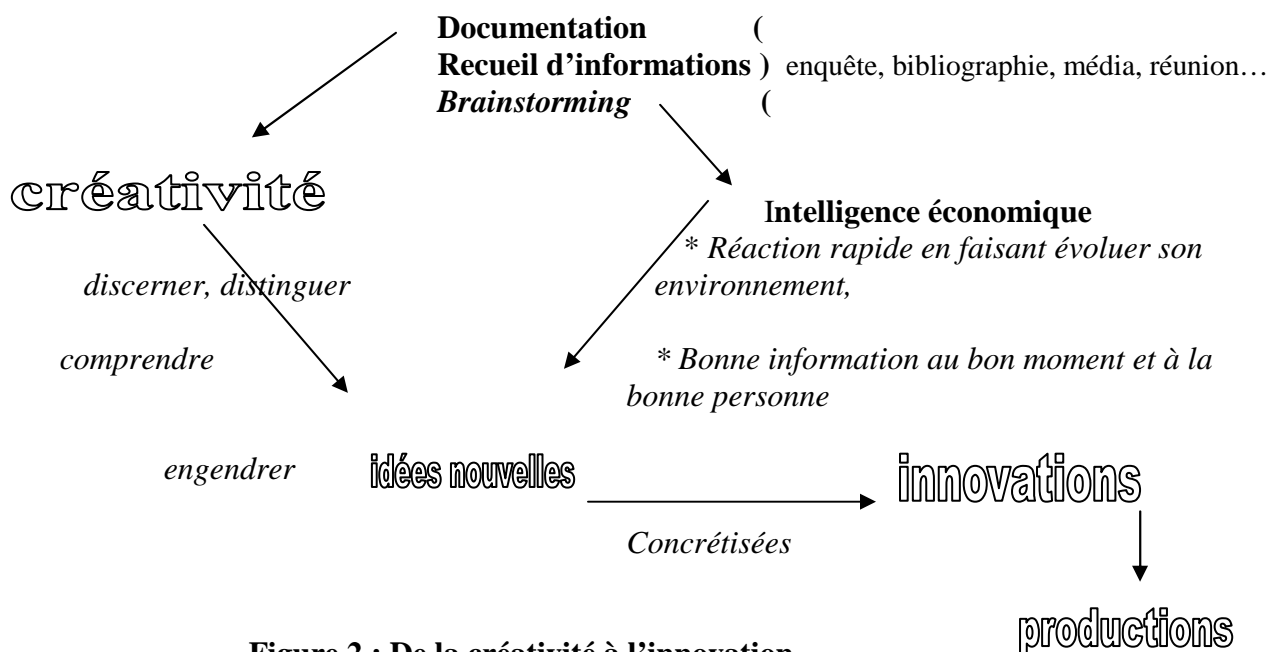 Documentation (
Recueil d’informations ) enquête, bibliographie, média, réunion…
Brainstorming (
créativité
Intelligence économique
* Réaction rapide en faisant évoluer son
discerner, distinguer
environnement,
comprendre
* Bonne information au bon moment et à la
bonne personne
engendrer
idées nouvelles
innovations
Concrétisées
productions
Figure 2 : De la créativité à l’innovation